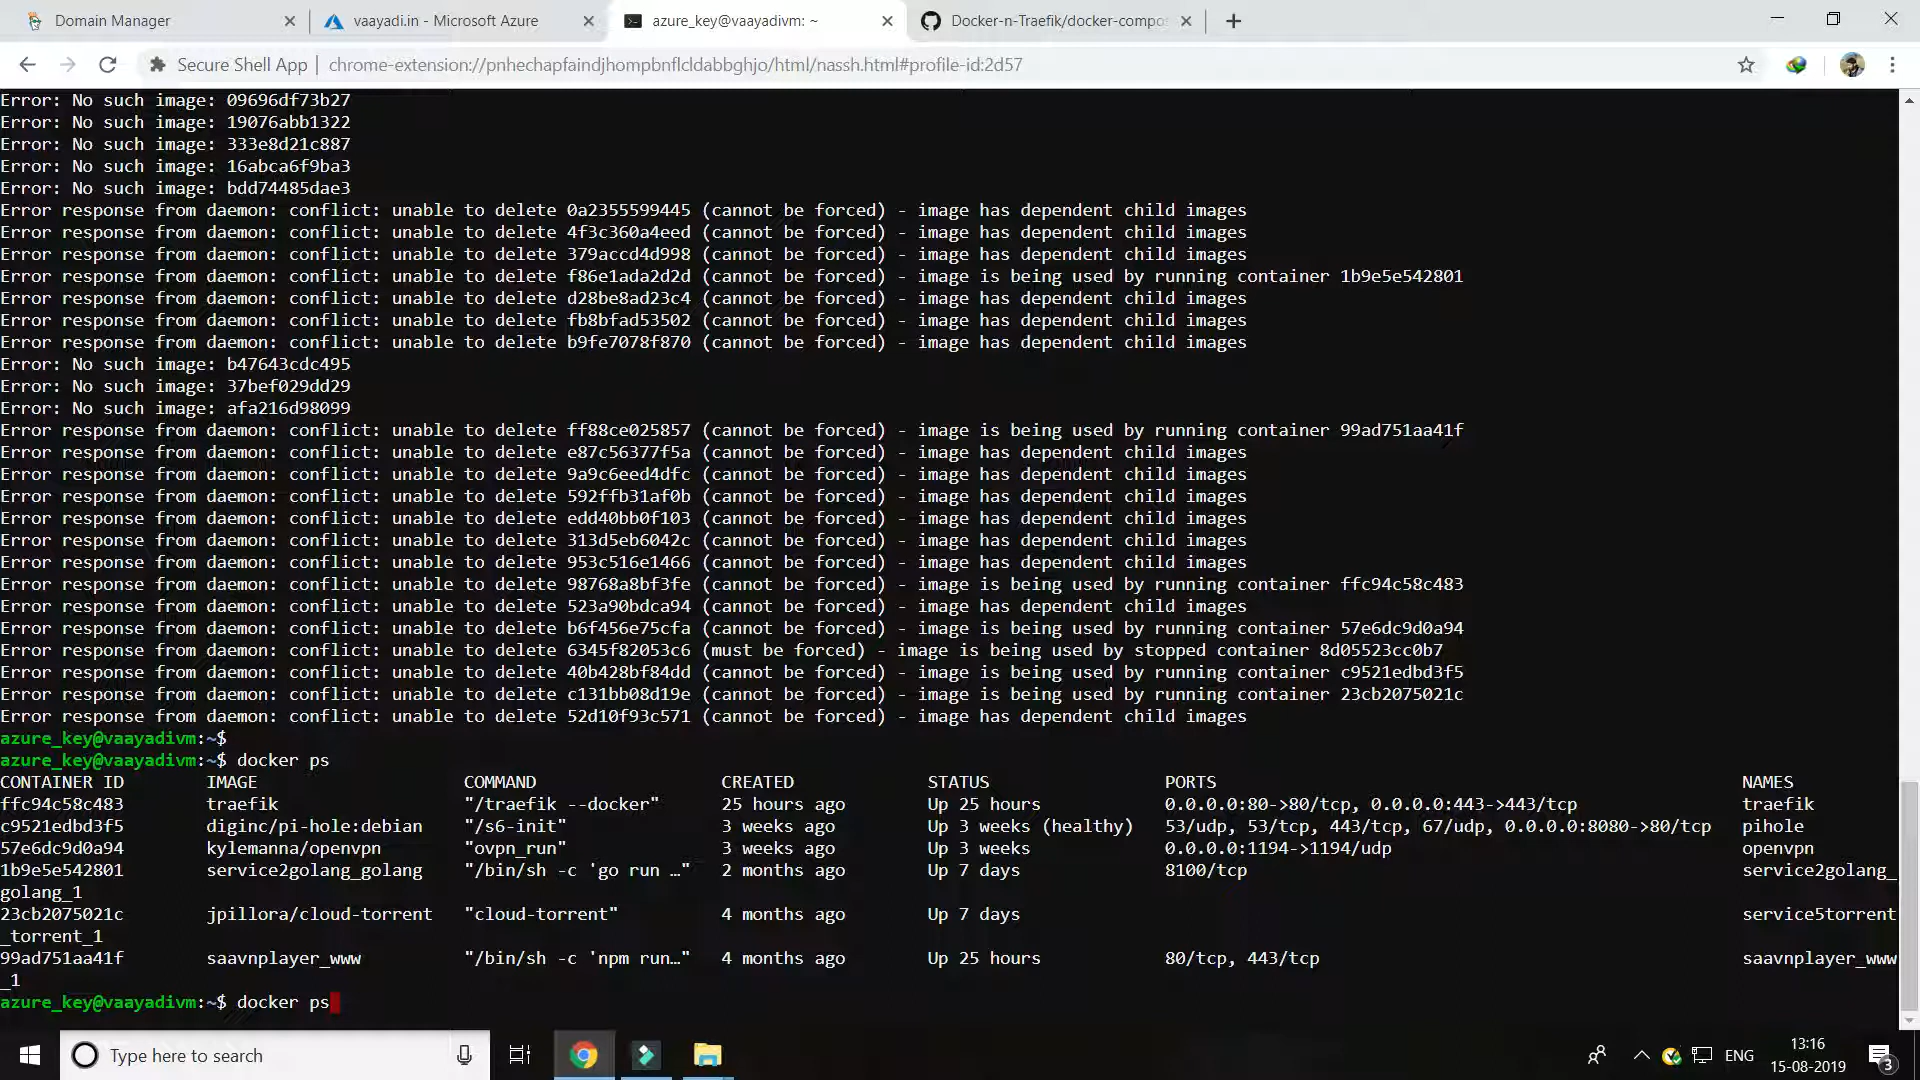 Domain Manager
vaayadi.in - Microsoft Azure
azure_key@vaayadivm: ~
Docker-n-Traefik/docker-compo
Secure Shell App | chrome-extension://pnhechapfaindjhompbnflcldabbghjo/html/nassh.html#profile-id:2d57
Error: No such image: 09696df73b27
Error: No such image: 19076abb1322
Error: No such image: 333e8d21c887
Error: No such image: 16abca6f9ba3
Error: No such image: bdd74485dae3
Error response from daemon: conflict: unable to delete 0a2355599445 (cannot be forced) - image has dependent child images
Error response from daemon: conflict: unable to delete 4f3c360a4eed (cannot be forced) - image has dependent child images
Error response from daemon: conflict: unable to delete 379accd4d998 (cannot be forced) - image has dependent child images
Error response from daemon: conflict: unable to delete f86e1ada2d2d (cannot be forced) - image is being used by running container 1b9e5e542801
Error response from daemon: conflict: unable to delete d28be8ad23c4 (cannot be forced) - image has dependent child images
Error response from daemon: conflict: unable to delete fb8bfad53502 (cannot be forced) - image has dependent child images
Error response from daemon: conflict: unable to delete b9fe7078f870 (cannot be forced) - image has dependent child images
Error: No such image: b47643cdc495
Error: No such image: 37bef029dd29
Error: No such image: afa216d98099
Error response from daemon: conflict: unable to delete ff88ce025857 (cannot be forced) - image is being used by running container 99ad751aa41f
Error response from daemon: conflict: unable to delete e87c56377f5a (cannot be forced) - image has dependent child images
Error response from daemon: conflict: unable to delete 9a9c6eed4dfc (cannot be forced) - image has dependent child images
Error response from daemon: conflict: unable to delete 592ffb31af0b (cannot be forced) - image has dependent child images
Error response from daemon: conflict: unable to delete edd40bb0f103 (cannot be forced) - image has dependent child images
Error response from daemon: conflict: unable to delete 313d5eb6042c (cannot be forced) - image has dependent child images
Error response from daemon: conflict: unable to delete 953c516e1466 (cannot be forced) - image has dependent child images
Error response from daemon: conflict: unable to delete 98768a8bf3fe (cannot be forced) - image is being used by running container ffc94c58c483
Error response from daemon: conflict: unable to delete 523a90bdca94 (cannot be forced) - image has dependent child images
Error response from daemon: conflict: unable to delete b6f456e75cfa (cannot be forced) - image is being used by running container 57e6dc9d0a94
Error response from daemon: conflict: unable to delete 6345f82053c6 (must be forced) - image is being used by stopped container 8d05523cc0b7
Error response from daemon: conflict: unable to delete 40b428bf84dd (cannot be forced) - image is being used by running container c9521edbd3f5
Error response from daemon: conflict: unable to delete c131bb08d19e (cannot be forced) - image is being used by running container 23cb2075021c
Error response from daemon: conflict: unable to delete 52d10f93c571 (cannot be forced) - image has dependent child images
azure_key@vaayadivm:~$
azure_key@vaayadivm:~$ docker ps
CONTAINER ID IMAGE COMMAND CREATED STATUS PORTS NAMES
ffc94c58c483 traefik "/traefik --docker" 25 hours ago Up 25 hours 0.0.0.0:80->80/tcp, 0.0.0.0:443->443/tcp traefik
c9521edbd3f5 diginc/pi-hole:debian "/s6-init" 3 weeks ago Up 3 weeks (healthy) 53/udp, 53/tcp, 443/tcp, 67/udp, 0.0.0.0:8080->80/tcp pihole
57e6dc9d0a94 kylemanna/openvpn "ovpn_run" 3 weeks ago Up 3 weeks 0.0.0.0:1194->1194/udp openvpn
1b9e5e542801 service2golang_golang "/bin/sh -c 'go run …" 2 months ago Up 7 days 8100/tcp service2golang_
golang_1
23cb2075021c jpillora/cloud-torrent "cloud-torrent" 4 months ago Up 7 days service5torrent
_torrent_1
99ad751aa41f saavnplayer_www "/bin/sh -c 'npm run…" 4 months ago Up 25 hours 80/tcp, 443/tcp saavnplayer_www
_1
azure_key@vaayadivm:~$ docker ps
Type here to search
ENG
13:16
15-08-2019
3